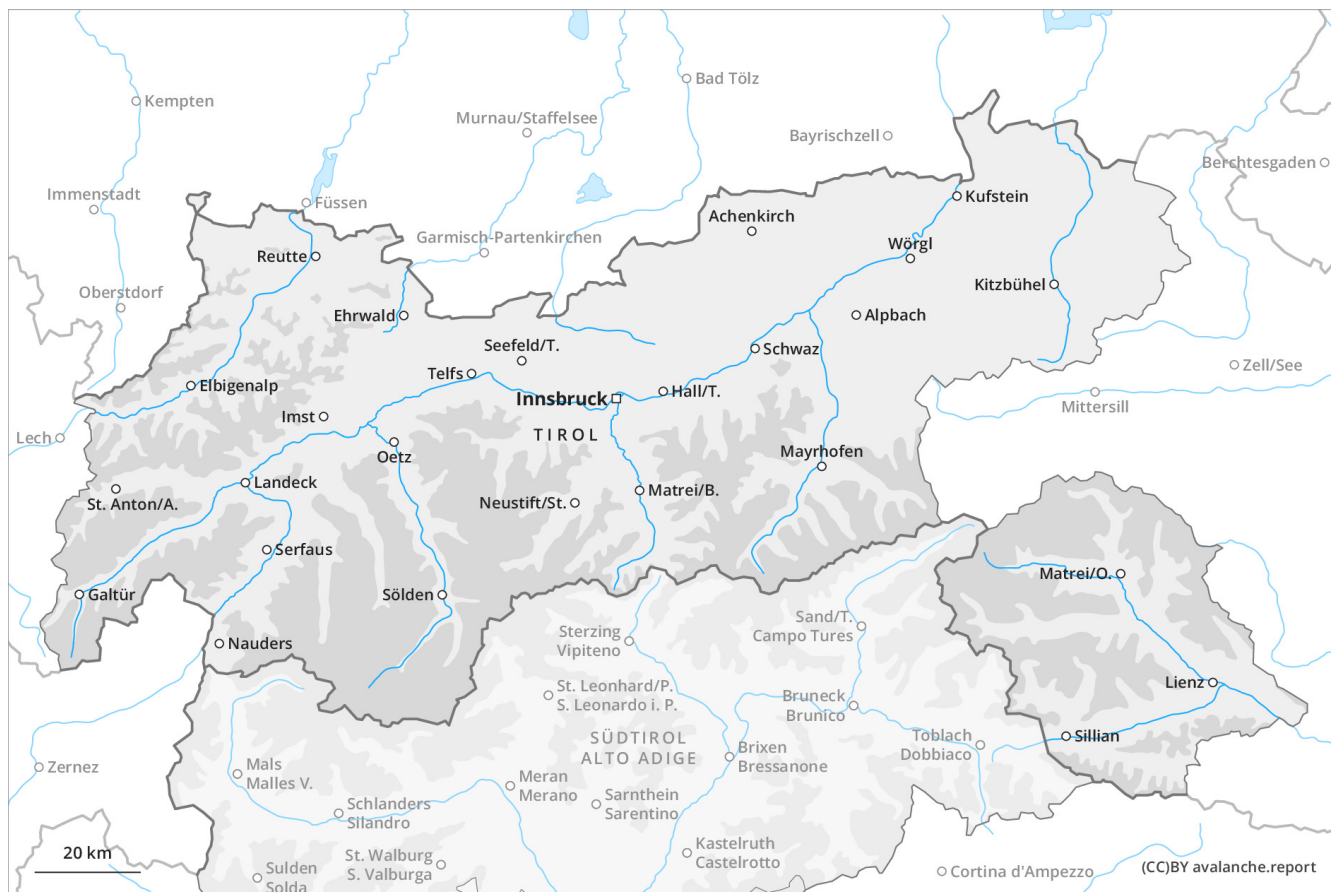 Bad Tölz
Kempten
Murnau/Staffelsee
Bayrischzell
Berchtesgaden
Immenstadt
Füssen
Kufstein
Achenkirch
Garmisch-Partenkirchen
Wörgl
Reutte
Kitzbühel
Oberstdorf
Ehrwald
Alpbach
Seefeld/T.
Schwaz
Zell/See
Telfs
Elbigenalp
Hall/T.
Innsbruck
Mittersill
Imst
Lech
TIROL
Oetz
Mayrhofen
Landeck
Matrei/B.
St. Anton/A.
Neustift/St.
Serfaus
Matrei/O.
Galtür
Sölden
Sand/T.
Campo Tures
Sterzing
Vipiteno
Nauders
Lienz
St. Leonhard/P.
S. Leonardo i. P.
Bruneck
Brunico
SÜDTIROL
ALTO ADIGE
Toblach
Dobbiaco
Sillian
Brixen
Bressanone
Zernez
Mals
Malles V.
Meran
Merano
Schlanders
Silandro
Sarnthein
Sarentino
Kastelruth
Castelrotto
20 km
St. Walburg
S. Valburga
Sulden
Solda
Cortina d'Ampezzo
(CC)BY avalanche.report